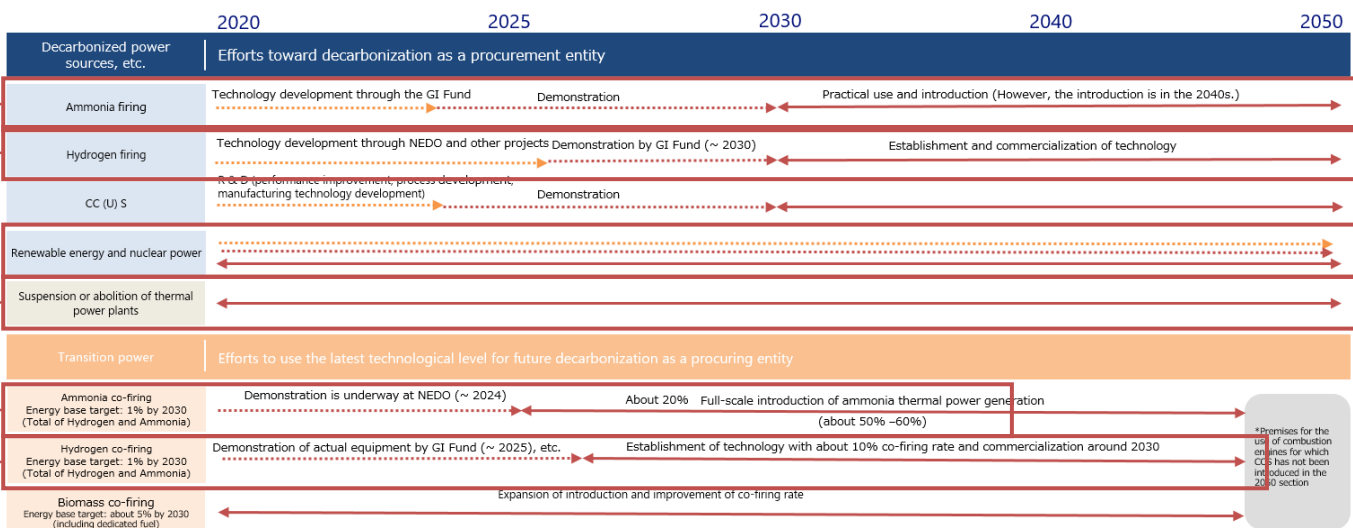 2020 2025 2030 2040 2050
Decarbonized power
sources, etc.
Efforts toward decarbonization as a procurement entity
Ammonia firing
Technology development through the GI Fund
Demonstration
Practical use and introduction (However, the introduction is in the 2040s.)
Hydrogen firing
Technology development through NEDO and other projects
Demonstration by GI Fund (~ 2030)
Establishment and commercialization of technology
CC (U) S
R & D (performance improvement, process development,
manufacturing technology development)
Demonstration
Renewable energy and nuclear power
Suspension or abolition of thermal
power plants
Transition power
Efforts to use the latest technological level for future decarbonization as a procuring entity
Ammonia co-firing
Energy base target: 1% by 2030
(Total of Hydrogen and Ammonia)
Demonstration is underway at NEDO (~ 2024)
About 20%
Full-scale introduction of ammonia thermal power generation
(about 50% –60%)
Hydrogen co-firing
Energy base target: 1% by 2030
(Total of Hydrogen and Ammonia)
Demonstration of actual equipment by GI Fund (~ 2025), etc.
Establishment of technology with about 10% co-firing rate and commercialization around 2030
Biomass co-firing
Energy base target: about 5% by 2030
(including dedicated fuel)
Expansion of introduction and improvement of co-firing rate
*Premises for the
use of combustion
engines for which
CCS has not been
introduced in the
2050 section